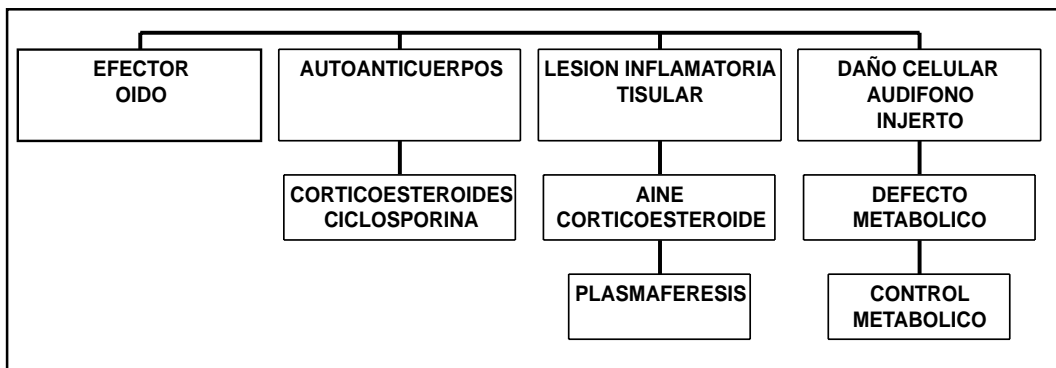 EFECTOR
OIDO
AUTOANTICUERPOS
LESION INFLAMATORIA
TISULAR
DAÑO CELULAR
AUDIFONO
INJERTO
CORTICOESTEROIDES
CICLOSPORINA
AINE
CORTICOESTEROIDE
DEFECTO
METABOLICO
PLASMAFERESIS
CONTROL
METABOLICO